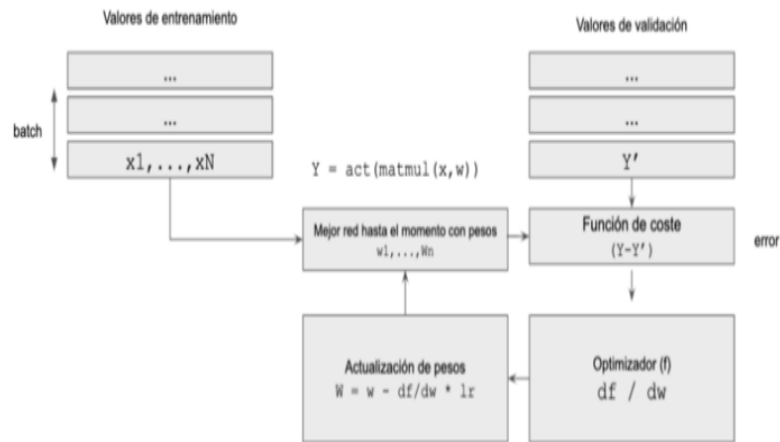 Valores de entrenamiento
Valores de validación
...
...
batch
...
...
x1,...,xN
Y'
Y = act(matmul(x,w))
Mejor red hasta el momento con pesos
w1,...,Wn
Función de coste
(Y-Y')
error
Actualización de pesos
W = w - df/dw * lr
Optimizador (f)
df / dw